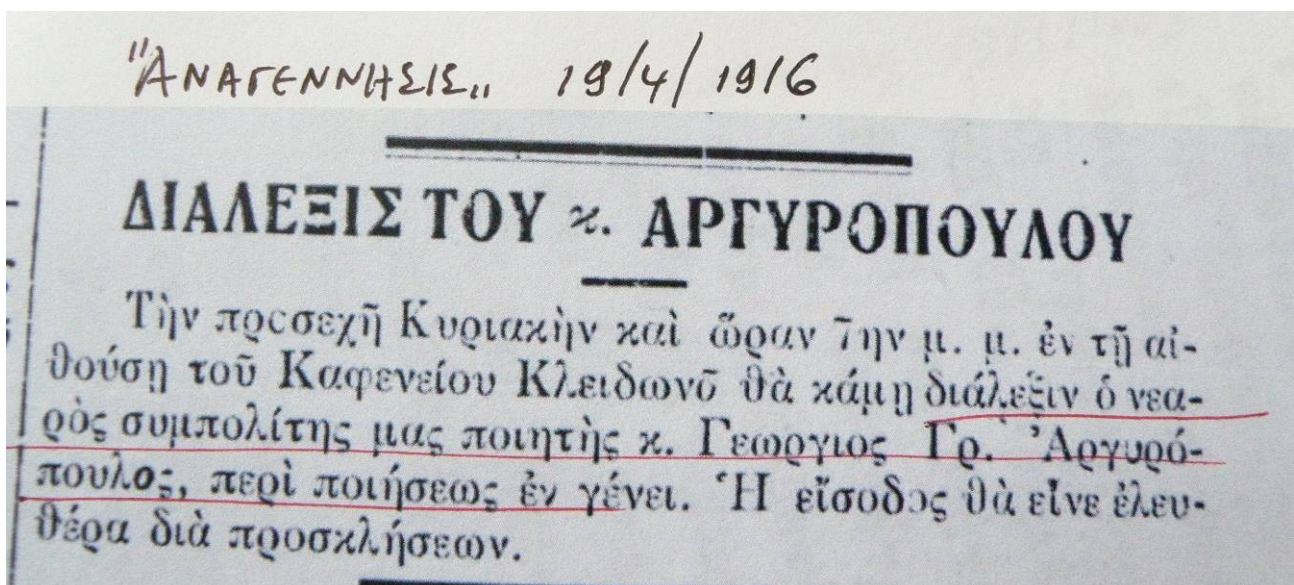 "ΑΝΑΓΕΝΝΗΣΙΣ„ 19/4/1916
ΔΙΑΛΕΞΙΣ ΤΟΥ κ. ΑΡΓΥΡΟΠΟΥΛΟΥ
Τὴν προσεχῆ Κυριακὴν καὶ ὥραν 7ην μ. μ. ἐν τῇ αἰ-
θούσῃ τοῦ Καφενείου Κλειδωνᾶ θὰ κάμῃ διάλεξιν ὁ νεα-
ρὸς συμπολίτης μας ποιητὴς κ. Γεωργιος Γρ. Ἀργυρό-
πουλος, περὶ ποιήσεως ἐν γένει. Ἡ εἴσοδος θὰ εἶνε ἐλευ-
θέρα διὰ προσκλήσεων.